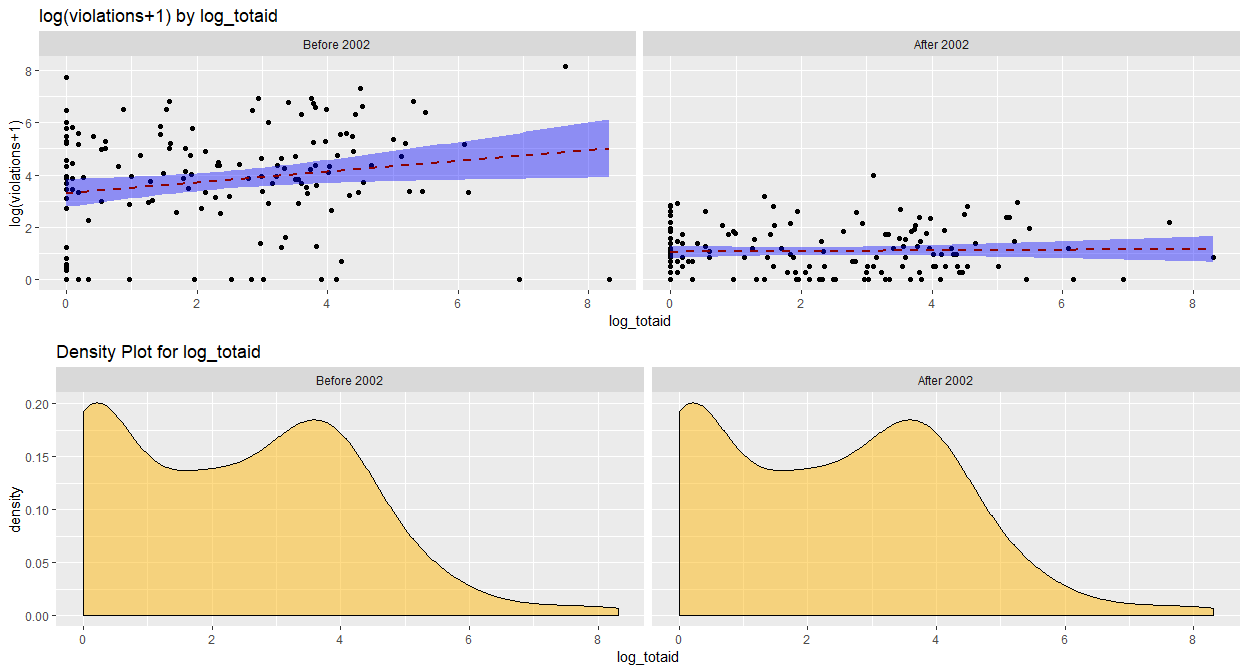 log(violations+1) by log_totaid
Before 2002
After 2002
log(violations+1)
8
6
4
2
0
0 2 4 6 8
0 2 4 6 8
log_totaid
Density Plot for log_totaid
Before 2002
After 2002
density
0.20
0.15
0.10
0.05
0.00
0 2 4 6 8
0 2 4 6 8
log_totaid